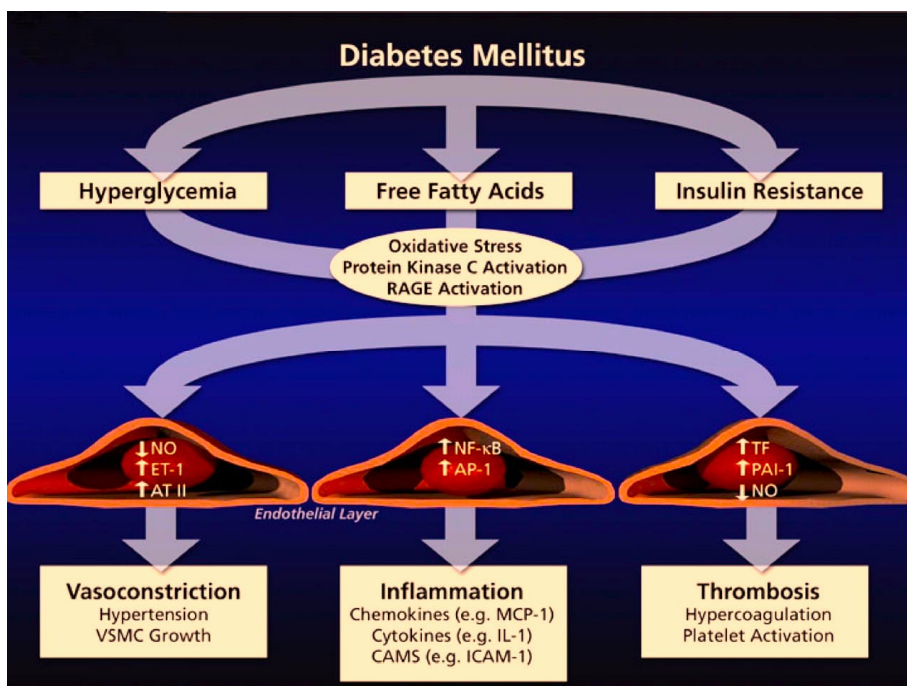 Diabetes Mellitus
Hyperglycemia
Free Fatty Acids
Insulin Resistance
Oxidative Stress
Protein Kinase C Activation
RAGE Activation
↓NO
↑ET-1
↑AT II
↑NF-κB
↑AP-1
↑TF
↑PAI-1
↓NO
Endothelial Layer
Vasoconstriction
Hypertension
VSMC Growth
Inflammation
Chemokines (e.g. MCP-1)
Cytokines (e.g. IL-1)
CAMS (e.g. ICAM-1)
Thrombosis
Hypercoagulation
Platelet Activation